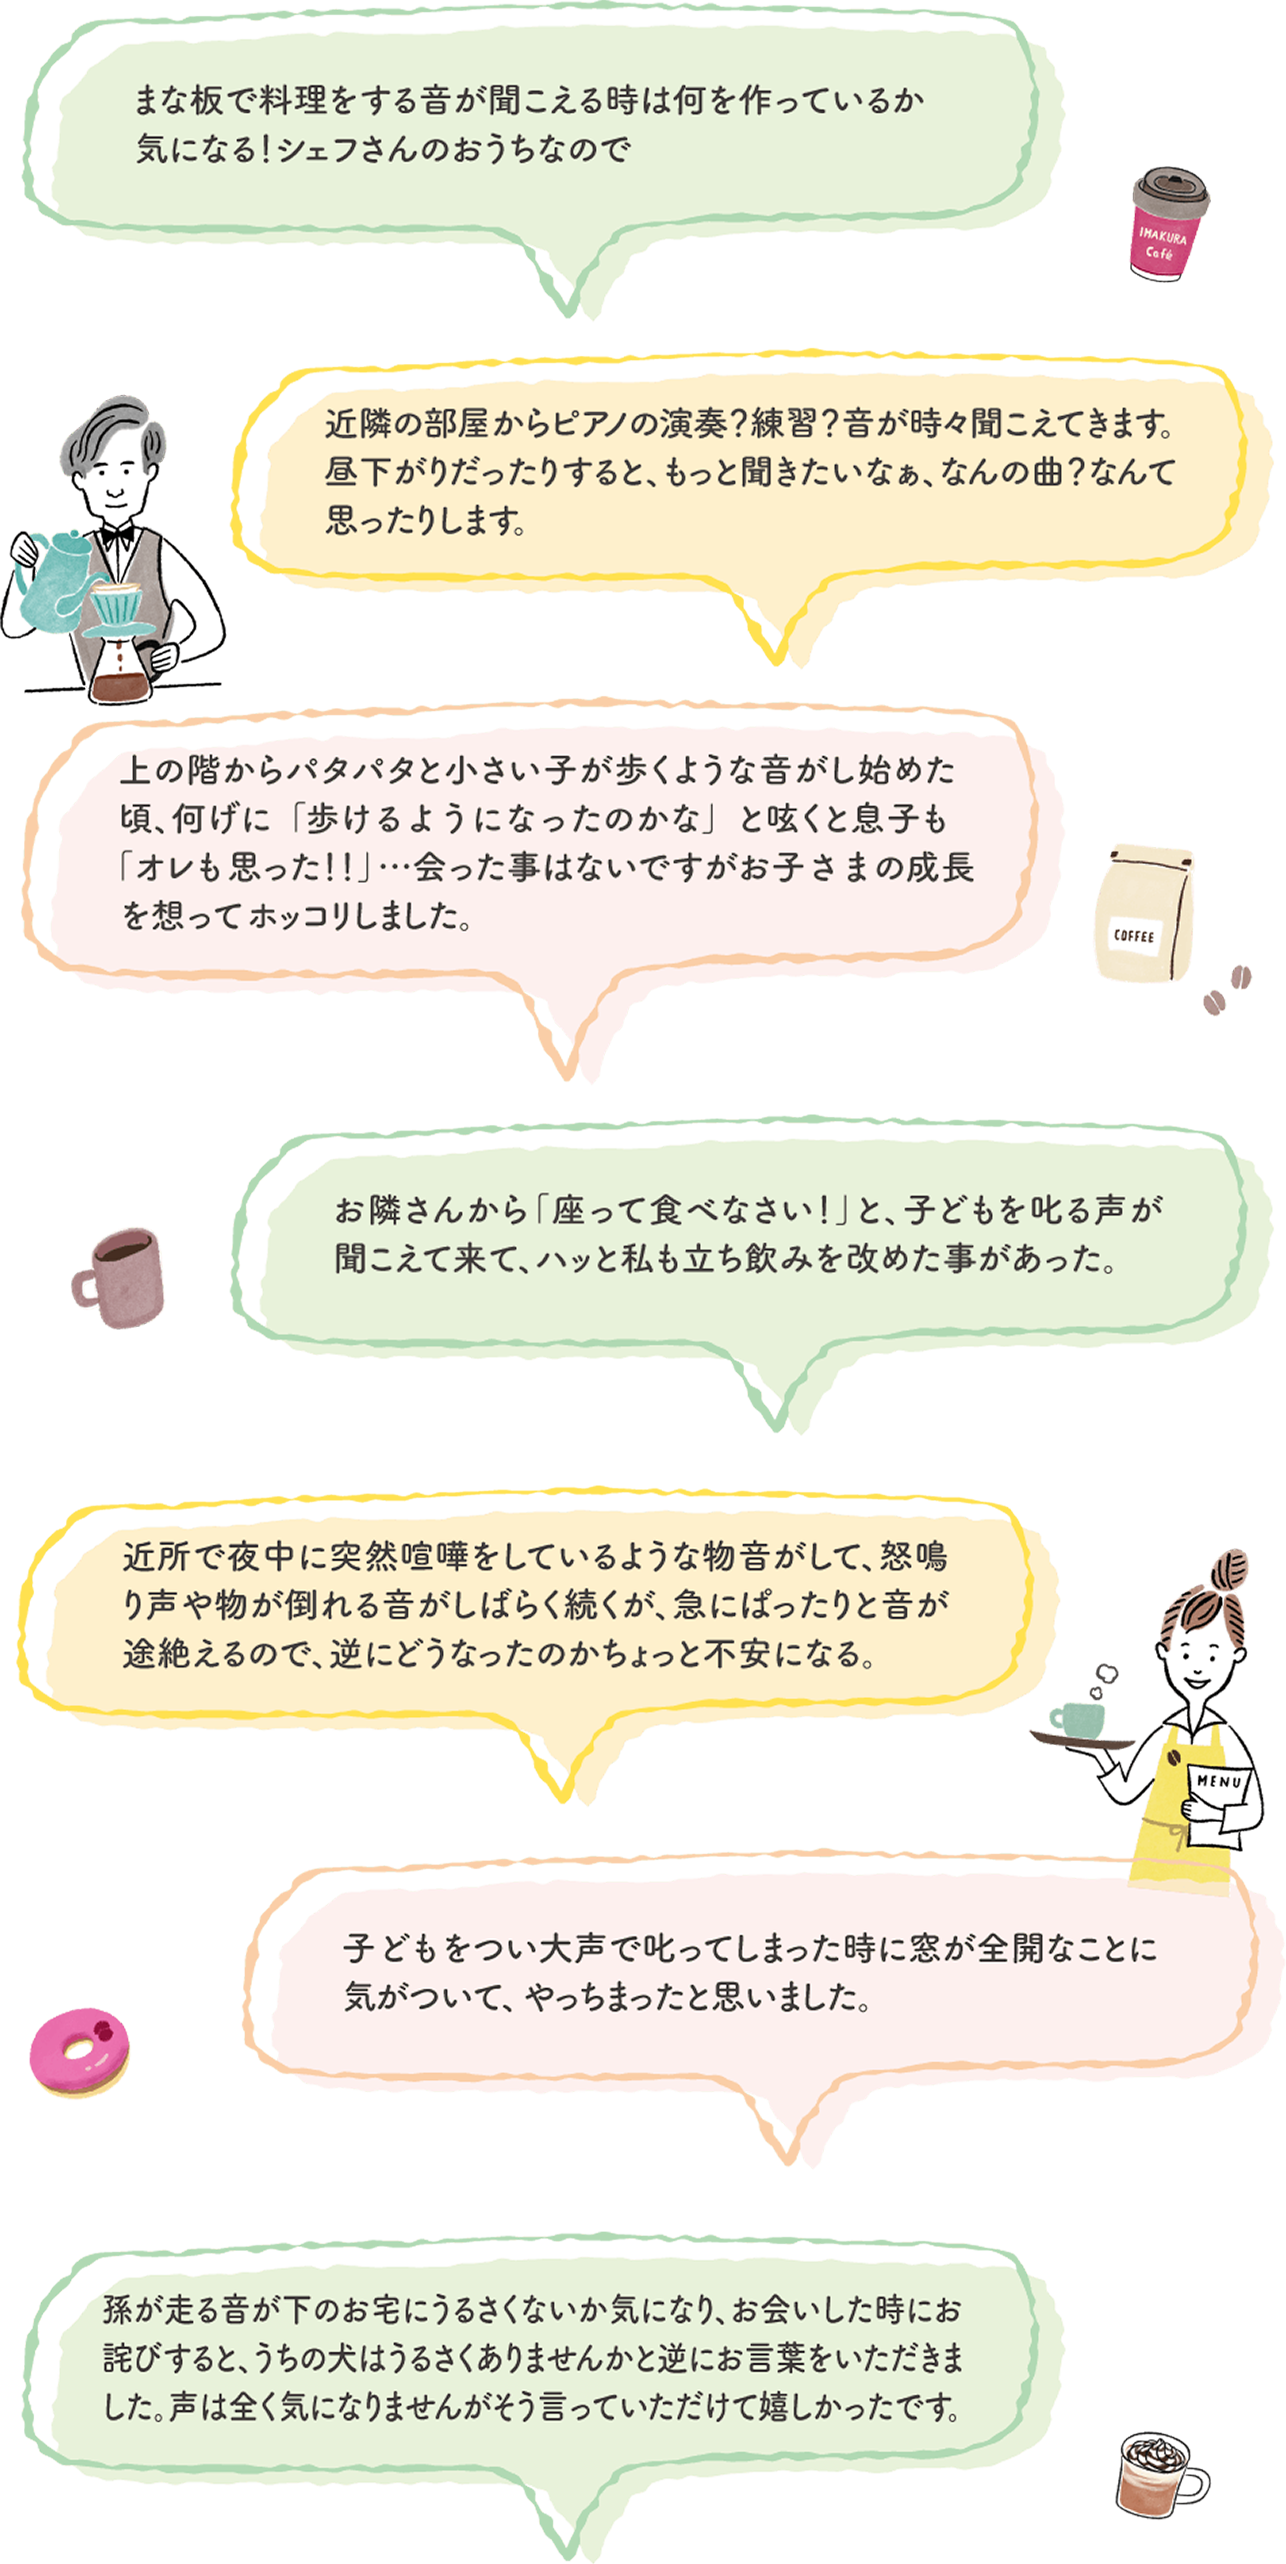 まな板で料理をする音が聞こえる時は何を作っているか
気になる！シェフさんのおうちなので
IMAKURA
Café
近隣の部屋からピアノの演奏？練習？音が時々聞こえてきます。
昼下がりだったりすると、もっと聞きたいなぁ、なんの曲？なんて
思ったりします。
上の階からパタパタと小さい子が歩くような音がし始めた
頃、何げに「歩けるようになったのかな」と呟くと息子も
「オレも思った！！」…会った事はないですがお子さまの成長
を想ってホッコリしました。
COFFEE
お隣さんから「座って食べなさい！」と、子どもを叱る声が
聞こえて来て、ハッと私も立ち飲みを改めた事があった。
近所で夜中に突然喧嘩をしているような物音がして、怒鳴
り声や物が倒れる音がしばらく続くが、急にぱったりと音が
途絶えるので、逆にどうなったのかちょっと不安になる。
MENU
子どもをつい大声で叱ってしまった時に窓が全開なことに
気がついて、やっちまったと思いました。
孫が走る音が下のお宅にうるさくないか気になり、お会いした時にお
詫びすると、うちの犬はうるさくありませんかと逆にお言葉をいただきま
した。声は全く気になりませんがそう言っていただけて嬉しかったです。